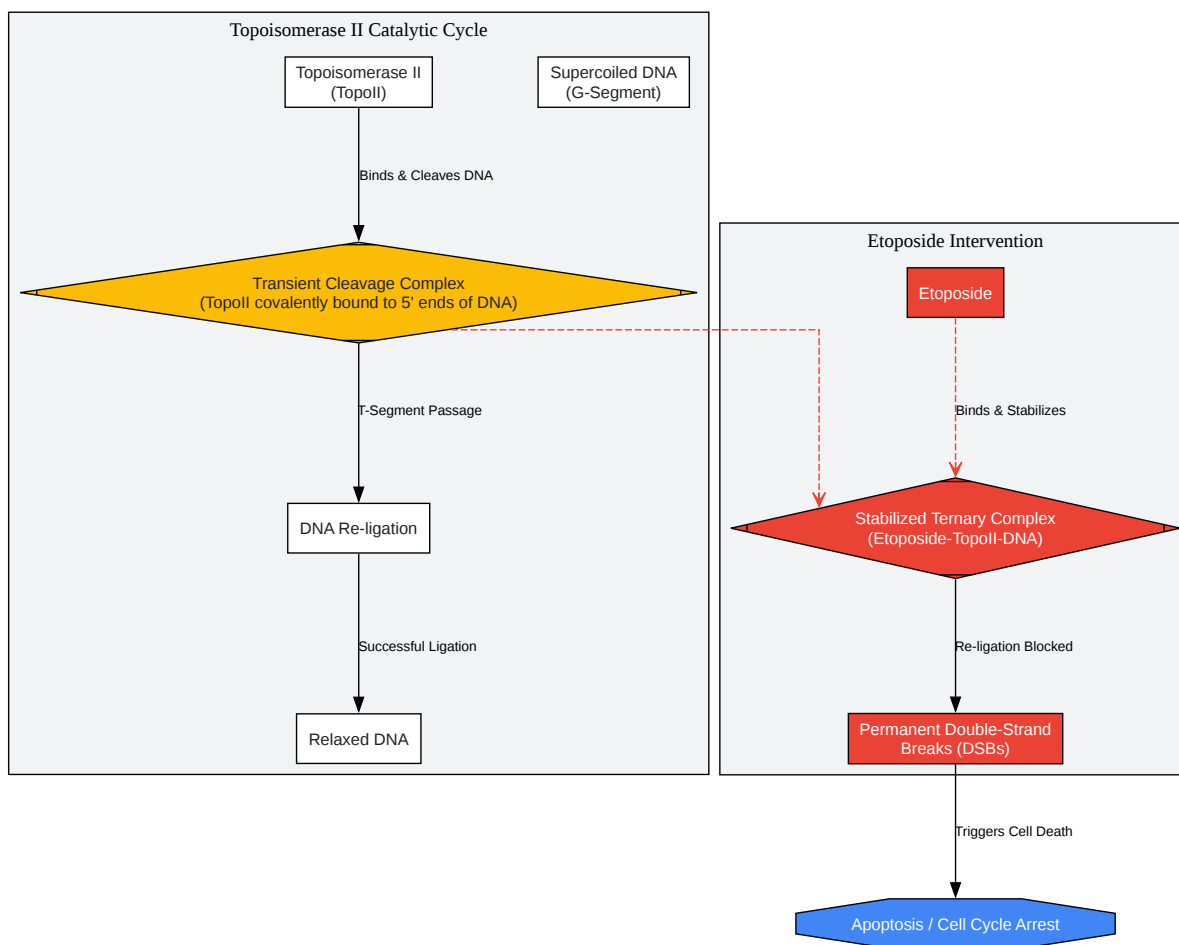 Topoisomerase II Catalytic Cycle
Topoisomerase II
(TopoII)
Supercoiled DNA
(G-Segment)
Binds & Cleaves DNA
Transient Cleavage Complex
(TopoII covalently bound to 5' ends of DNA)
T-Segment Passage
DNA Re-ligation
Successful Ligation
Relaxed DNA
Etoposide Intervention
Etoposide
Binds & Stabilizes
Stabilized Ternary Complex
(Etoposide-TopoII-DNA)
Re-ligation Blocked
Permanent Double-Strand
Breaks (DSBs)
Triggers Cell Death
Apoptosis / Cell Cycle Arrest